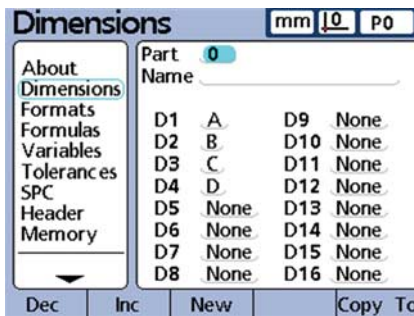 Dimensions mm 0 P0
About
Dimensions
Formats
Formulas
Variables
Tolerances
SPC
Header
Memory
Part 0
Name
D1 A D9 None
D2 B D10 None
D3 C D11 None
D4 D D12 None
D5 None D13 None
D6 None D14 None
D7 None D15 None
D8 None D16 None
Dec Inc New Copy To